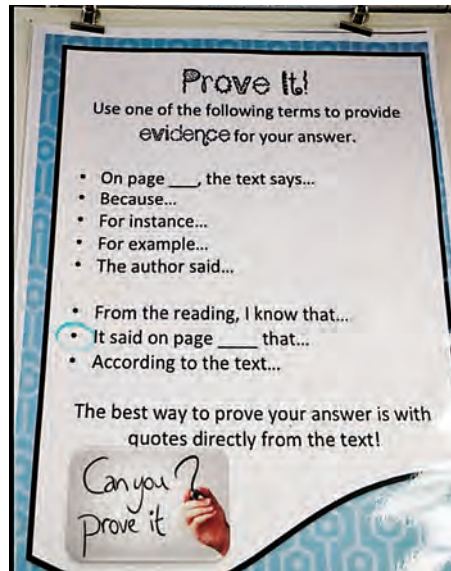 Prove It!
Use one of the following terms to provide
evidence for your answer.
• On page ___, the text says...
• Because...
• For instance...
• For example...
• The author said...
• From the reading, I know that...
• It said on page ____ that...
• According to the text...
The best way to prove your answer is with
quotes directly from the text!
Can you ?
prove it